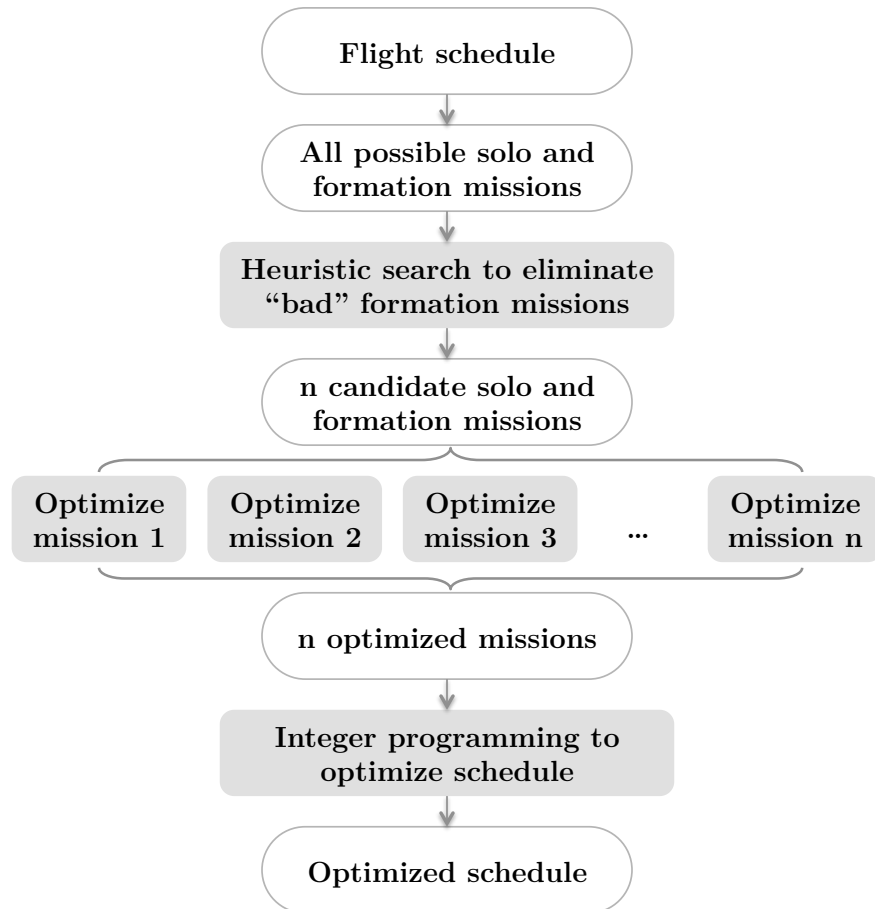 Flight schedule
All possible solo and
formation missions
Heuristic search to eliminate
“bad” formation missions
n candidate solo and
formation missions
Optimize
mission 1
Optimize
mission 2
Optimize
mission 3
...
Optimize
mission n
n optimized missions
Integer programming to
optimize schedule
Optimized schedule